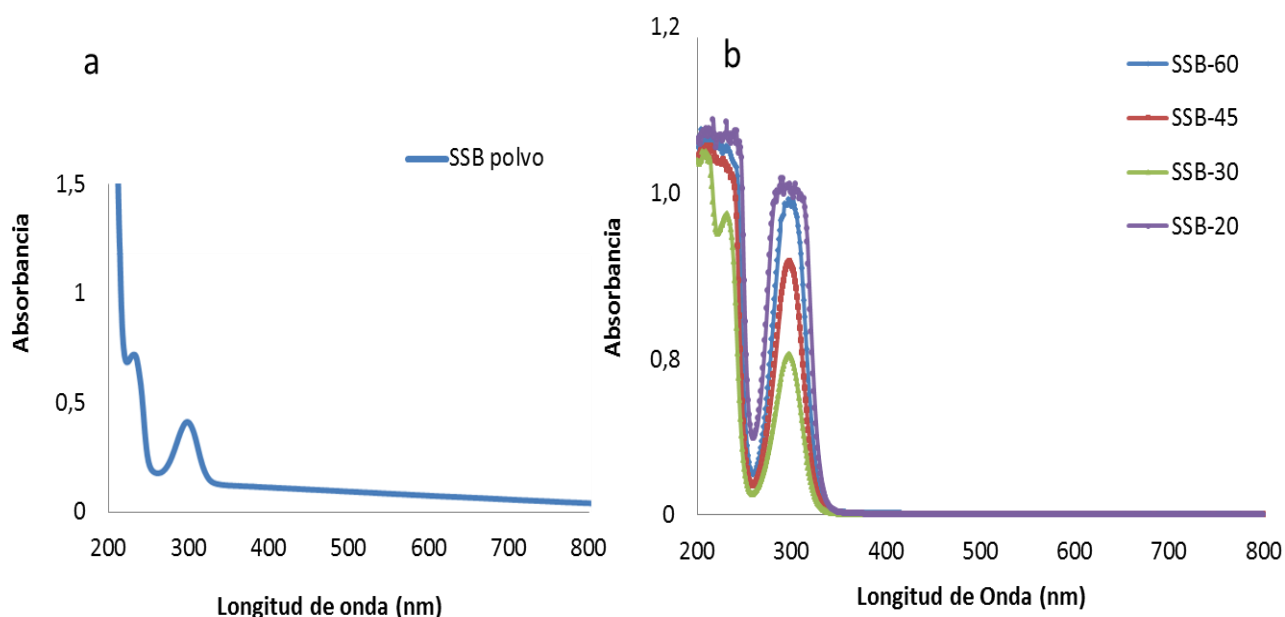 a
SSB polvo
1,5
1
0,5
0
200 300 400 500 600 700 800
Absorbancia
Longitud de onda (nm)
b
1,2
1,0
0,8
0
200 300 400 500 600 700 800
Absorbancia
Longitud de Onda (nm)
SSB-60
SSB-45
SSB-30
SSB-20